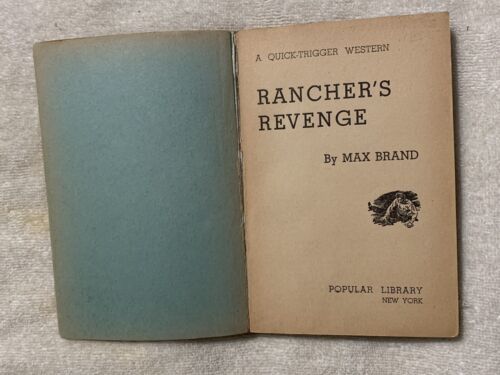 A QUICK-TRIGGER WESTERN
RANCHER'S
REVENGE
By MAX BRAND
POPULAR LIBRARY
NEW YORK